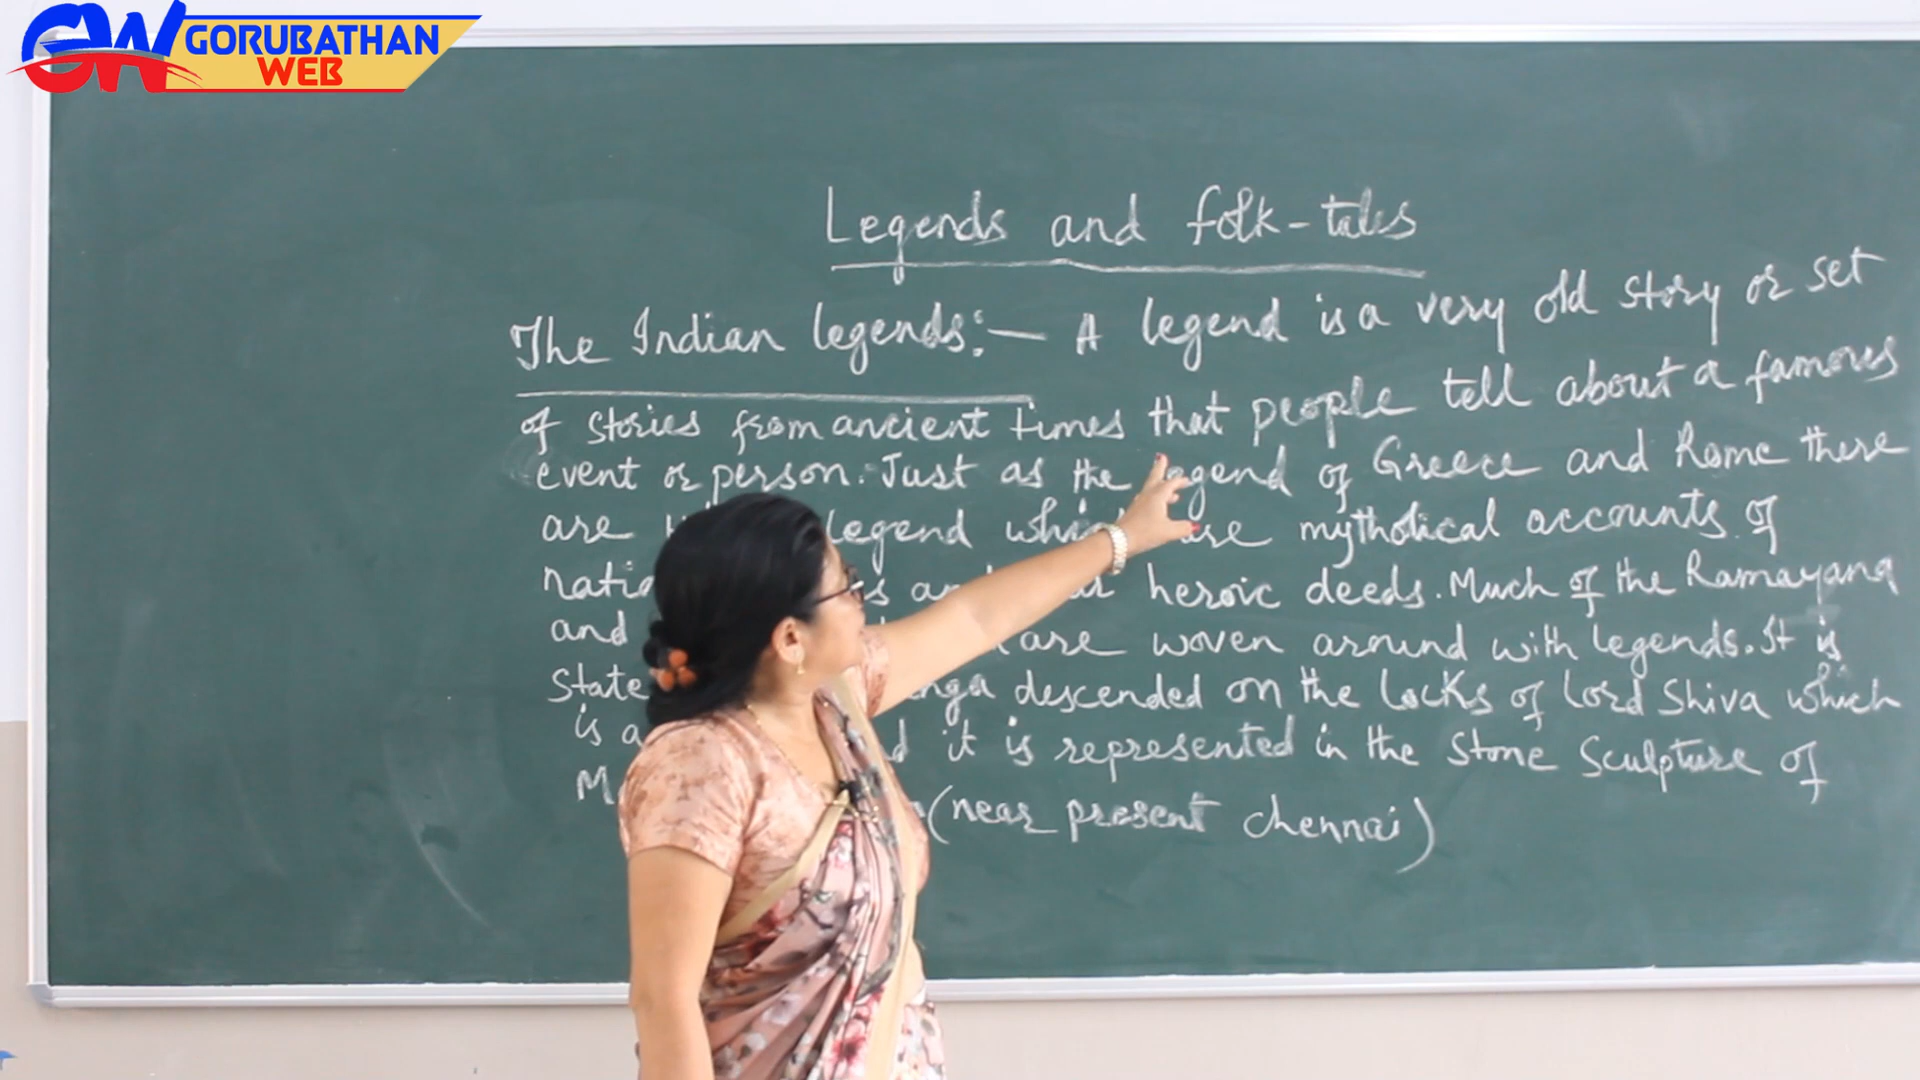 GW GORUBATHAN
WEB
Legends and folk-tales
The Indian legends:— A legend is a very old story or set
of stories from ancient times that people tell about a famous
event or person. Just as the legend of Greece and Rome there
are legend which are mythotical accounts of
heroic deeds. Much of the Ramayana
and are woven around with legends. It is
descended on the locks of Lord Shiva which
is a it is represented in the Stone Sculpture of
(near present chennai)